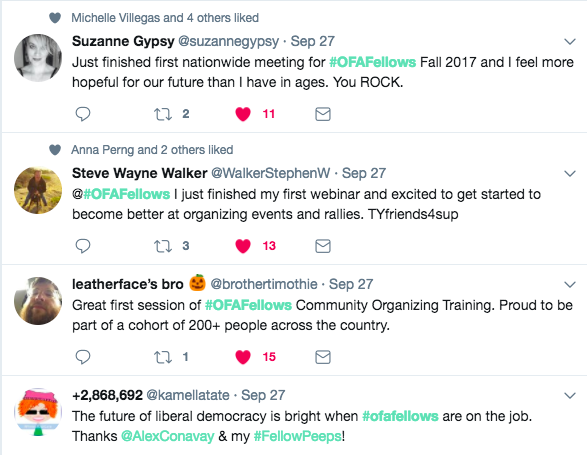 Michelle Villegas and 4 others liked
Suzanne Gypsy @suzannegypsy · Sep 27
Just finished first nationwide meeting for #OFAFellows Fall 2017 and I feel more
hopeful for our future than I have in ages. You ROCK.
2 11
Anna Perng and 2 others liked
Steve Wayne Walker @WalkerStephenW · Sep 27
@#OFAFellows I just finished my first webinar and excited to get started to
become better at organizing events and rallies. TYfriends4sup
3 13
leatherface's bro 🎃 @brothertimothie · Sep 27
Great first session of #OFAFellows Community Organizing Training. Proud to be
part of a cohort of 200+ people across the country.
1 15
+2,868,692 @kamellatate · Sep 27
The future of liberal democracy is bright when #ofafellows are on the job.
Thanks @AlexConavay & my #FellowPeeps!